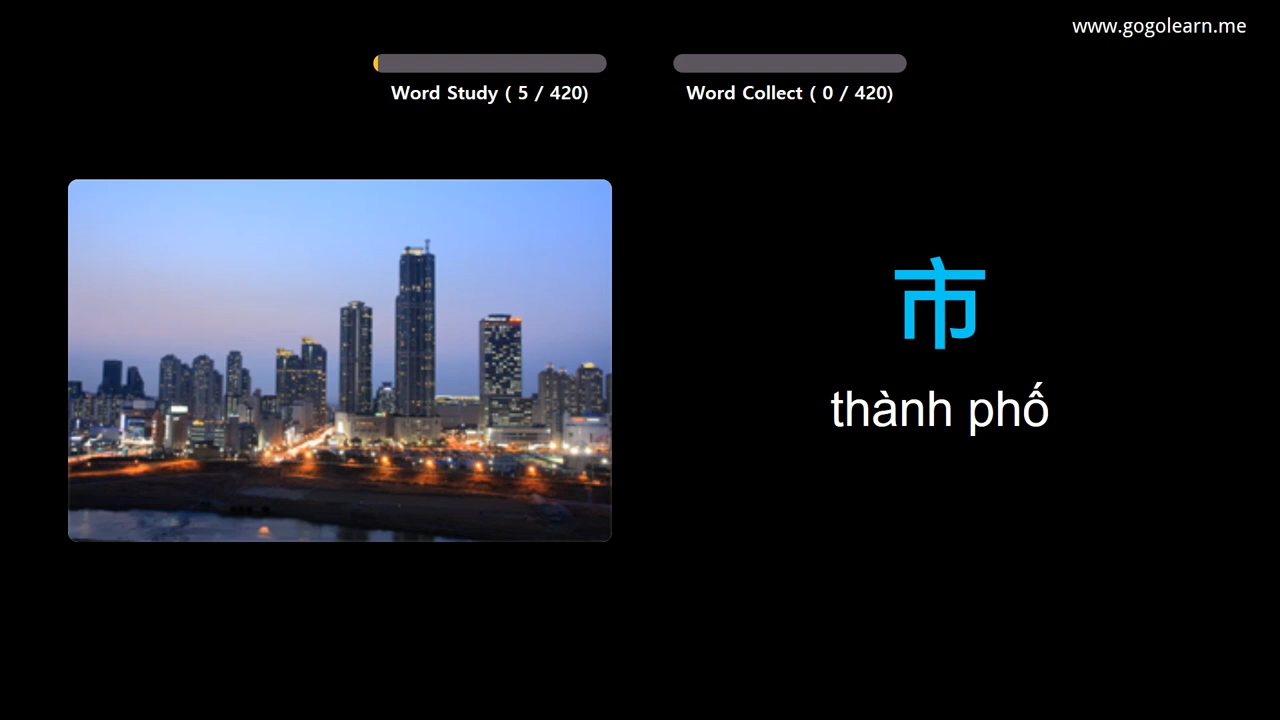 www.gogolearn.me
Word Study ( 5 / 420)
Word Collect ( 0 / 420)
市
thành phố